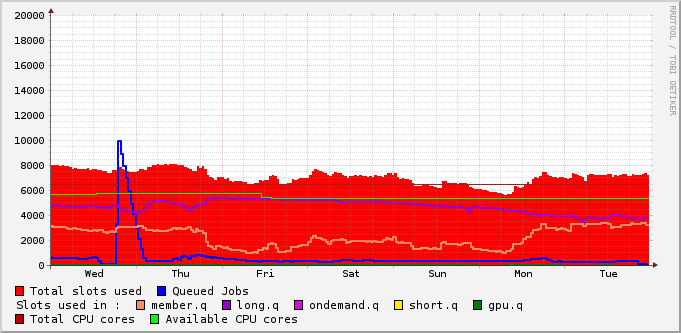 20000
18000
16000
14000
12000
10000
8000
6000
4000
2000
0
Wed Thu Fri Sat Sun Mon Tue
RRDTOOL / TOBI OETIKER
Total slots used Queued Jobs
Slots used in : member.q long.q ondemand.q short.q gpu.q
Total CPU cores Available CPU cores